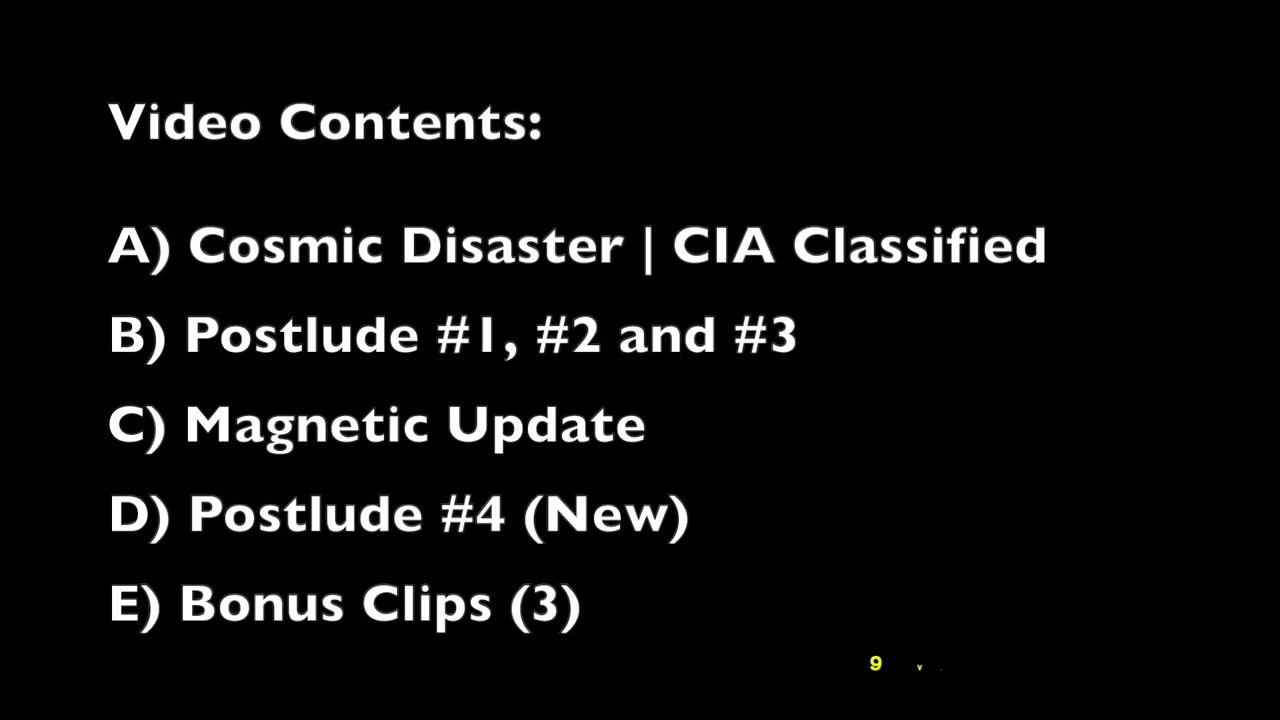 Video Contents:
A) Cosmic Disaster | CIA Classified
B) Postlude #1, #2 and #3
C) Magnetic Update
D) Postlude #4 (New)
E) Bonus Clips (3)
9